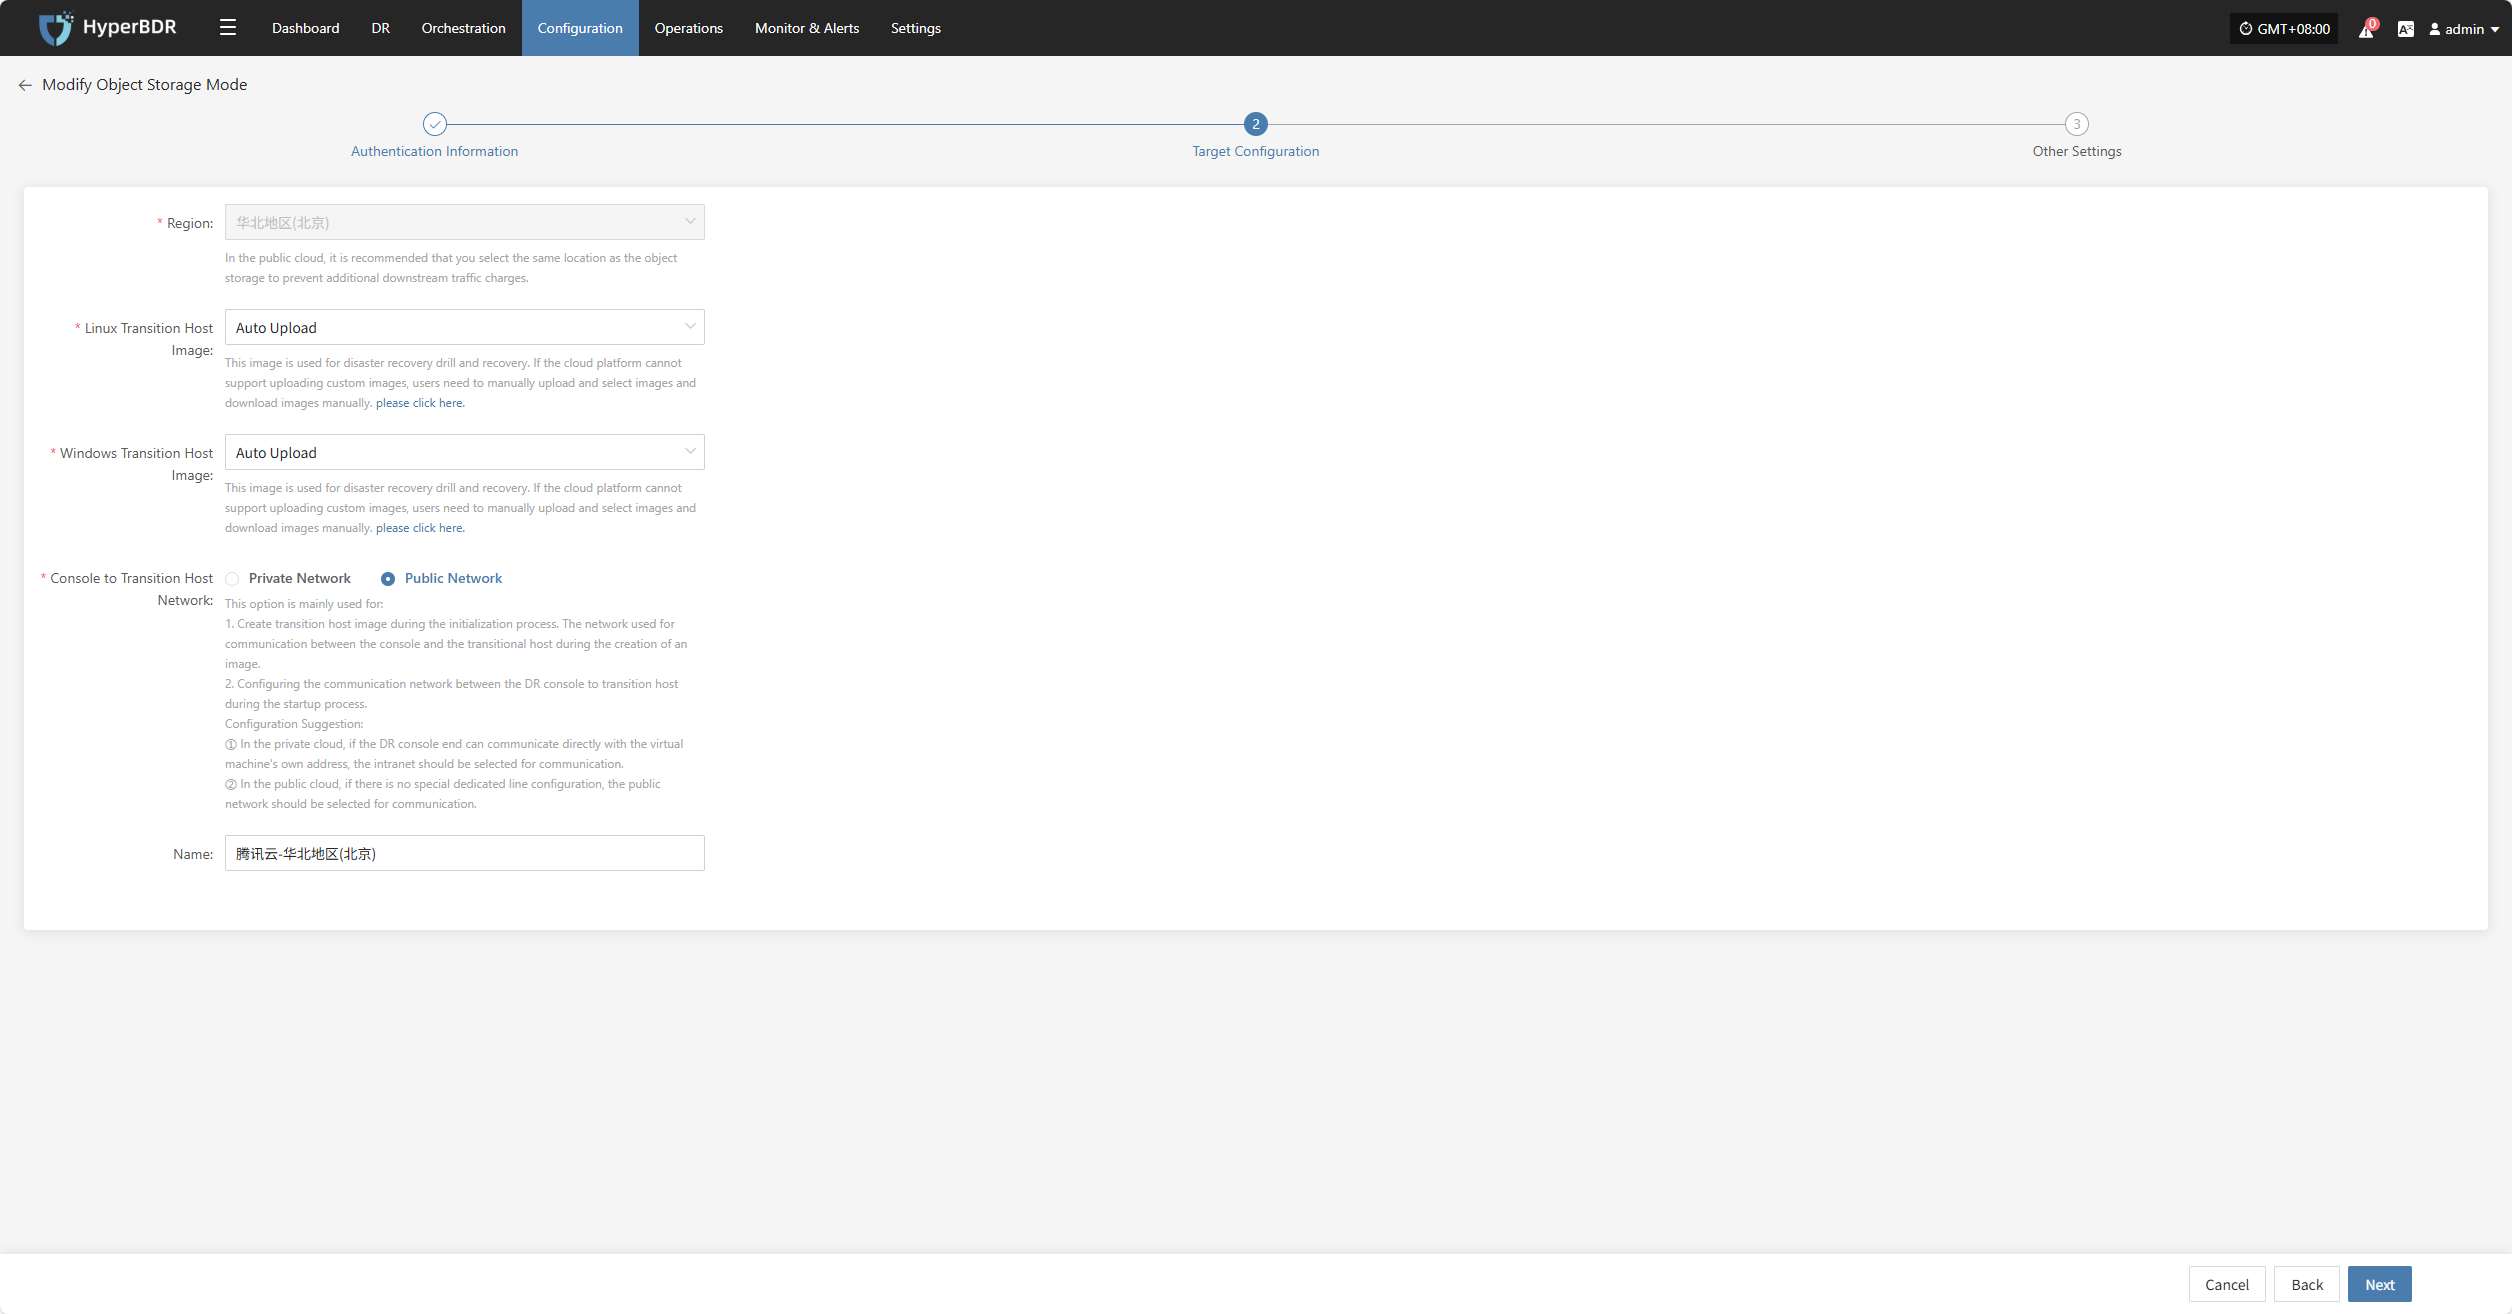 HyperBDR
Dashboard
DR
Orchestration
Configuration
Operations
Monitor & Alerts
Settings
GMT+08:00
0
admin
Modify Object Storage Mode
2
3
Authentication Information
Target Configuration
Other Settings
* Region:
华北地区(北京)
In the public cloud, it is recommended that you select the same location as the object
storage to prevent additional downstream traffic charges.
* Linux Transition Host
Image:
Auto Upload
This image is used for disaster recovery drill and recovery. If the cloud platform cannot
support uploading custom images, users need to manually upload and select images and
download images manually. please click here.
* Windows Transition Host
Image:
Auto Upload
This image is used for disaster recovery drill and recovery. If the cloud platform cannot
support uploading custom images, users need to manually upload and select images and
download images manually. please click here.
* Console to Transition Host
Network:
Private Network
Public Network
This option is mainly used for:
1. Create transition host image during the initialization process. The network used for
communication between the console and the transitional host during the creation of an
image.
2. Configuring the communication network between the DR console to transition host
during the startup process.
Configuration Suggestion:
① In the private cloud, if the DR console end can communicate directly with the virtual
machine's own address, the intranet should be selected for communication.
② In the public cloud, if there is no special dedicated line configuration, the public
network should be selected for communication.
Name:
腾讯云-华北地区(北京)
Cancel
Back
Next